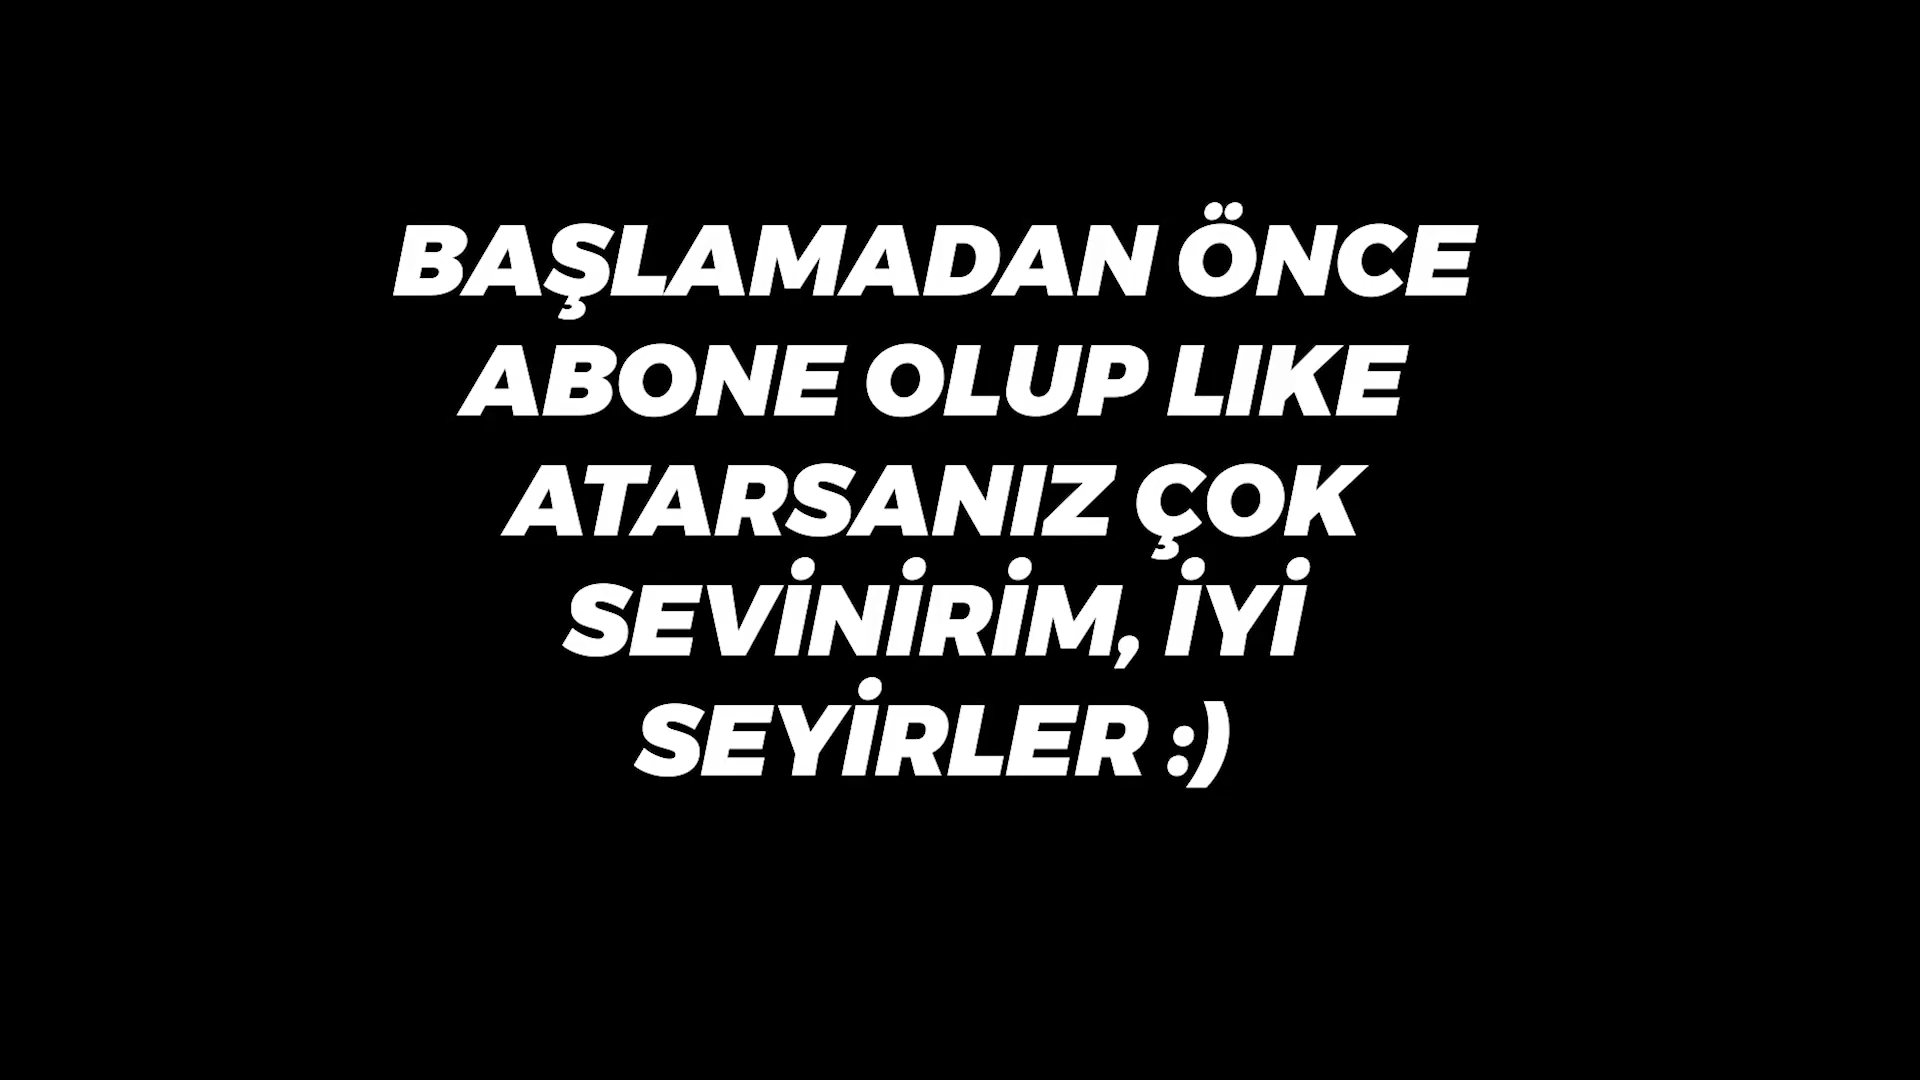 BAŞLAMADAN ÖNCE
ABONE OLUP LIKE
ATARSANIZ ÇOK
SEVİNİRİM, İYİ
SEYİRLER :)